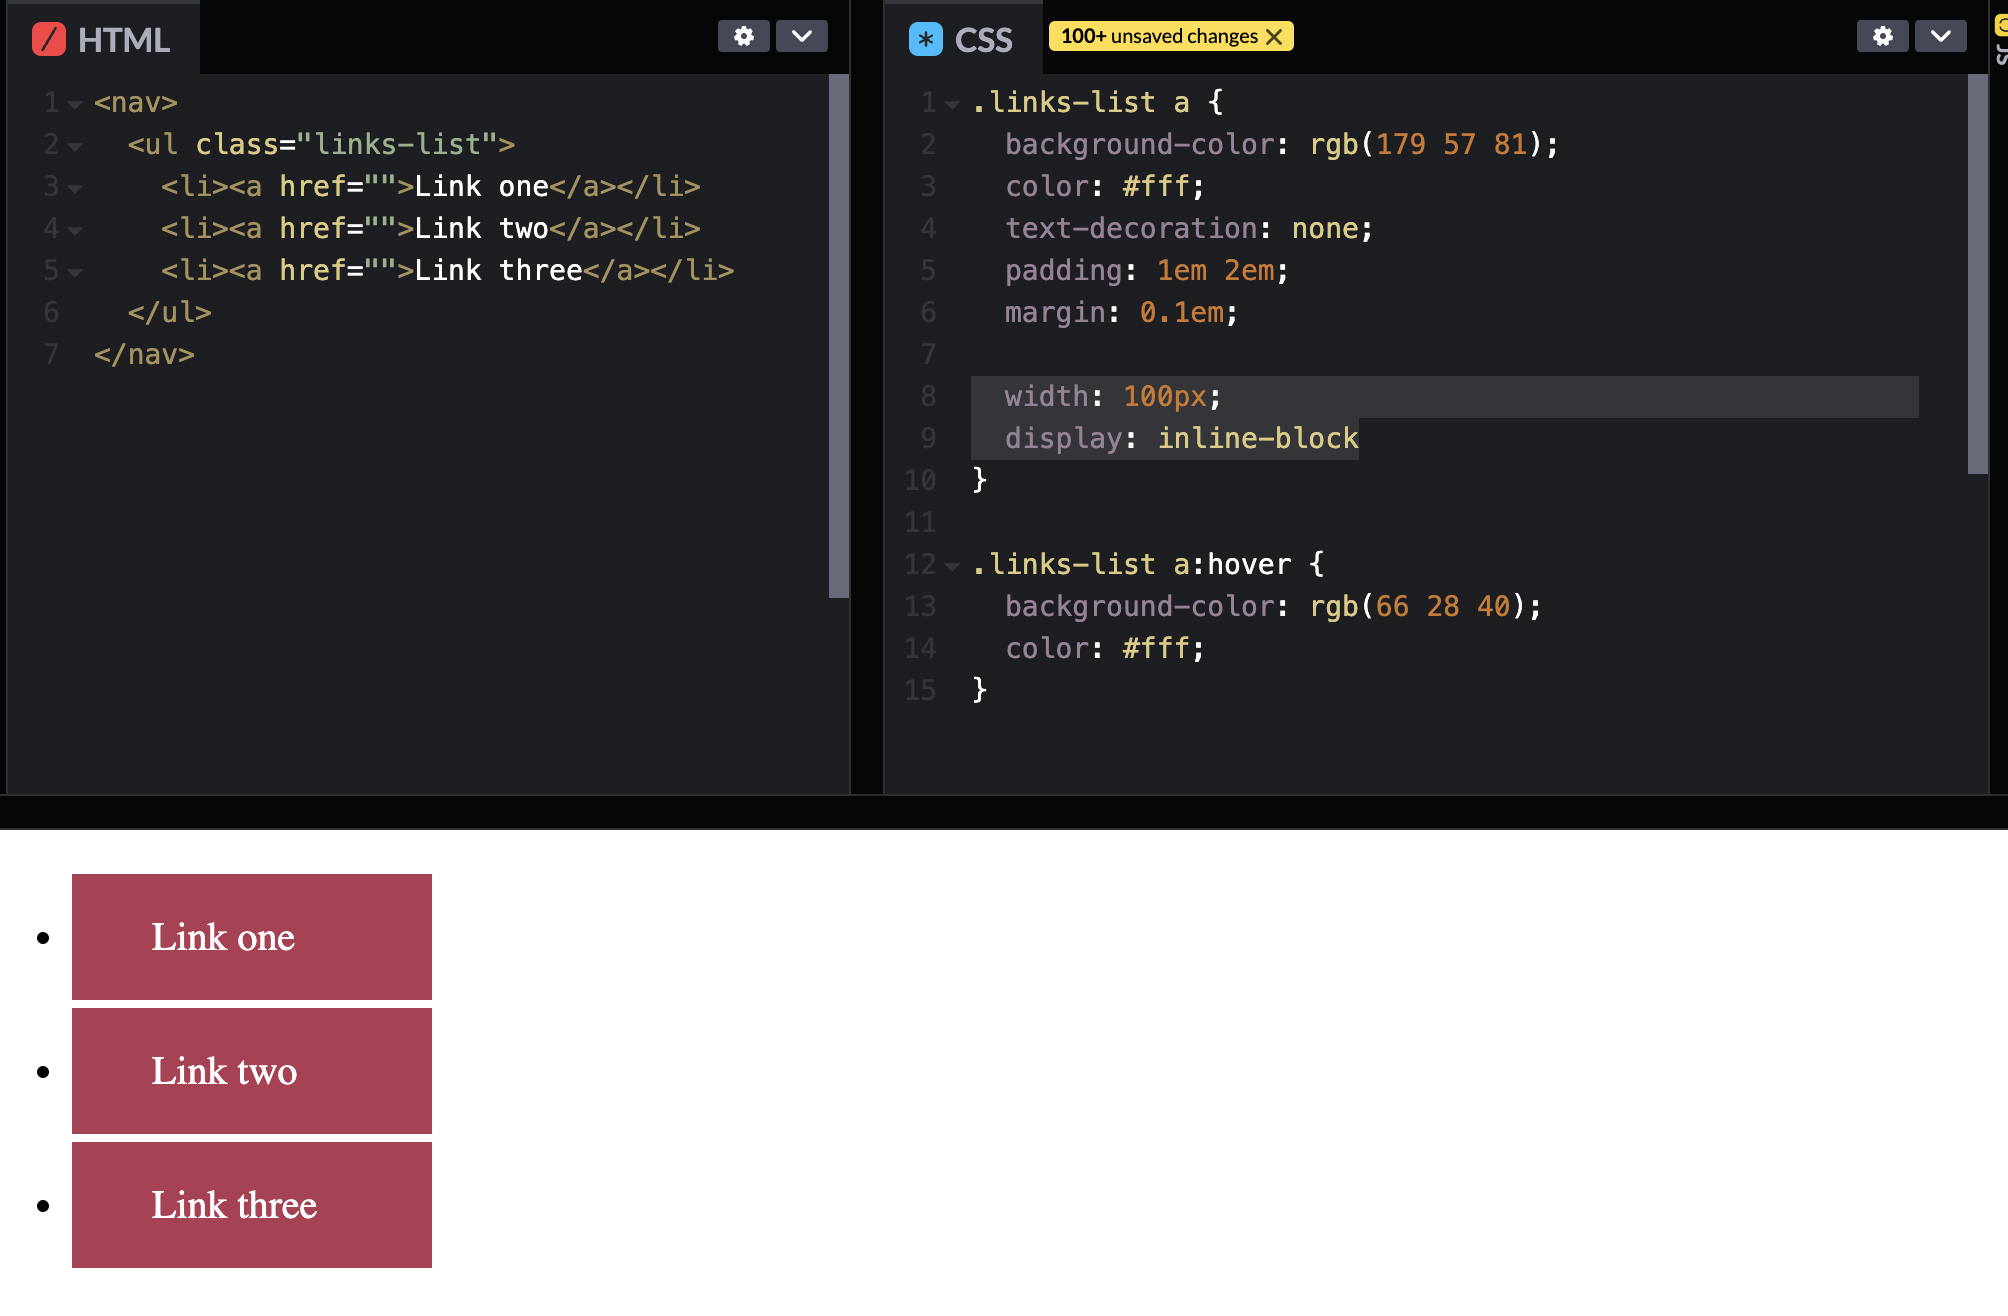 HTML
1 <nav>
2 <ul class="links-list">
3 <li><a href="">Link one</a></li>
4 <li><a href="">Link two</a></li>
5 <li><a href="">Link three</a></li>
6 </ul>
7 </nav>
CSS 100+ unsaved changes
1 .links-list a {
2 background-color: rgb(179 57 81);
3 color: #fff;
4 text-decoration: none;
5 padding: 1em 2em;
6 margin: 0.1em;
7
8 width: 100px;
9 display: inline-block
10 }
11
12 .links-list a:hover {
13 background-color: rgb(66 28 40);
14 color: #fff;
15 }
JS
Link one
Link two
Link three